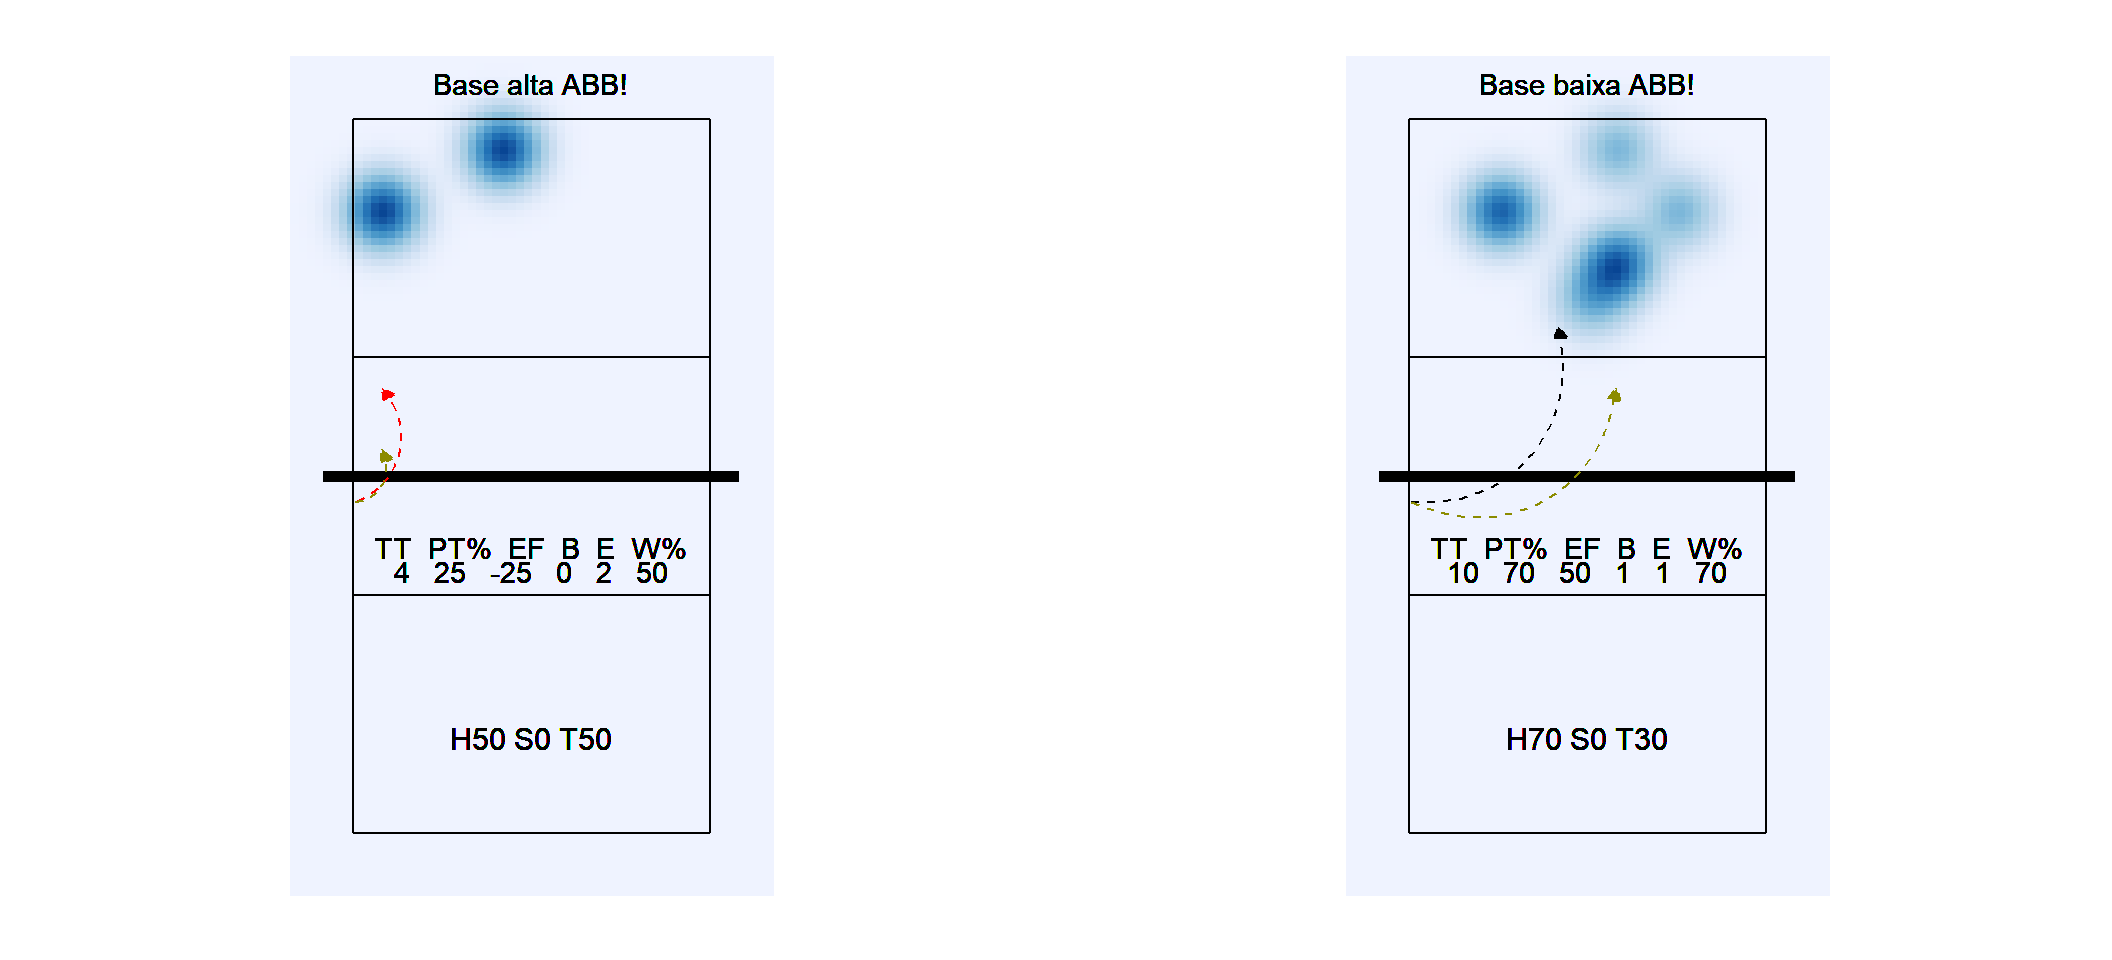 Base alta ABB!
TT PT% EF B E W%
4 25 -25 0 2 50
H50 S0 T50
Base baixa ABB!
TT PT% EF B E W%
10 70 50 1 1 70
H70 S0 T30